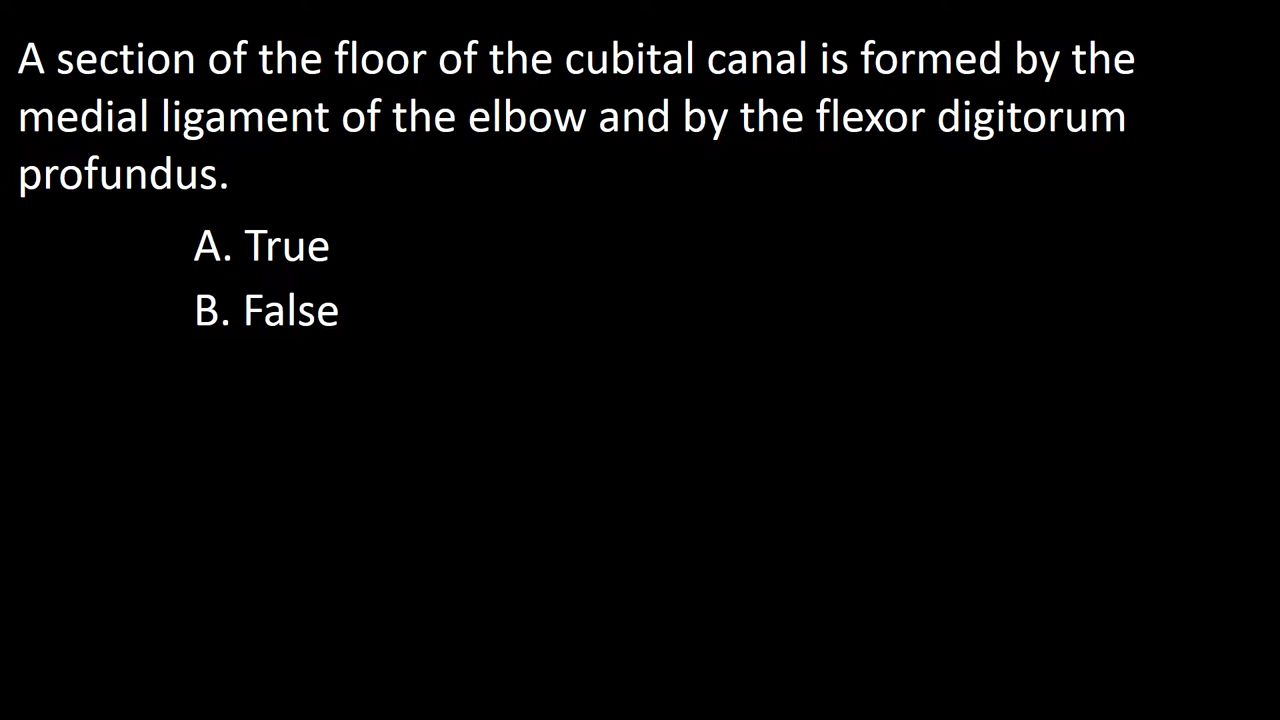 A section of the floor of the cubital canal is formed by the
medial ligament of the elbow and by the flexor digitorum
profundus.
A. True
B. False